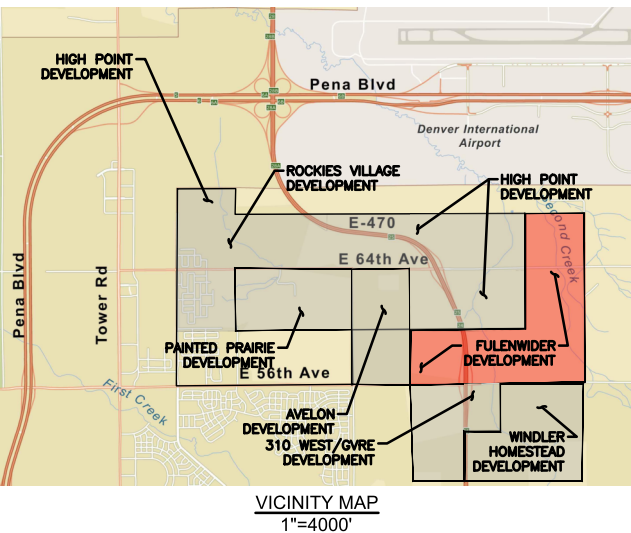 HIGH POINT
DEVELOPMENT
Pena Blvd
Denver International
Airport
ROCKIES VILLAGE
DEVELOPMENT
HIGH POINT
DEVELOPMENT
E-470
E 64th Ave
Second Creek
Pena Blvd
Tower Rd
PAINTED PRAIRIE
DEVELOPMENT
FULENWIDER
DEVELOPMENT
E 56th Ave
First Creek
AVELON
DEVELOPMENT
310 WEST/GVRE
DEVELOPMENT
WINDLER
HOMESTEAD
DEVELOPMENT
VICINITY MAP
1"=4000'